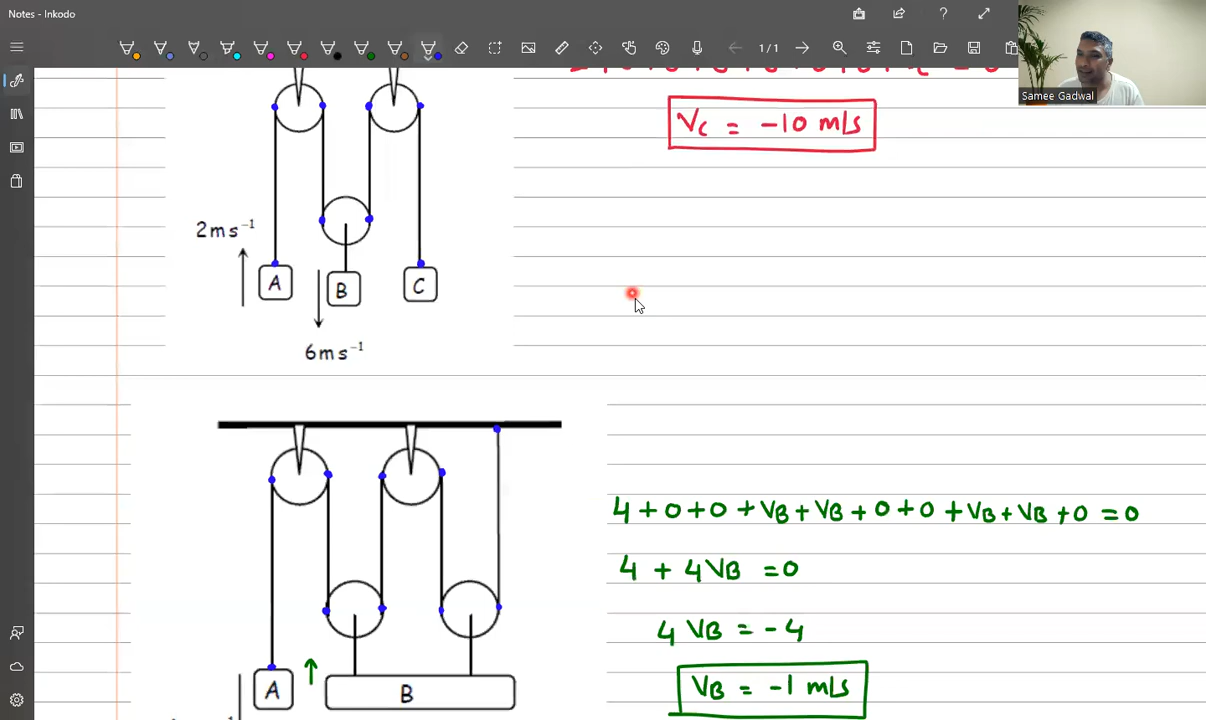 Notes - Inkodo
1/1
Samee Gadwal
Vc = -10 m/s
2ms⁻¹
A
B
C
6ms⁻¹
4 + 0 + 0 + VB + VB + 0 + 0 + VB + VB + 0 = 0
4 + 4VB = 0
4 VB = -4
A
B
VB = -1 m/s